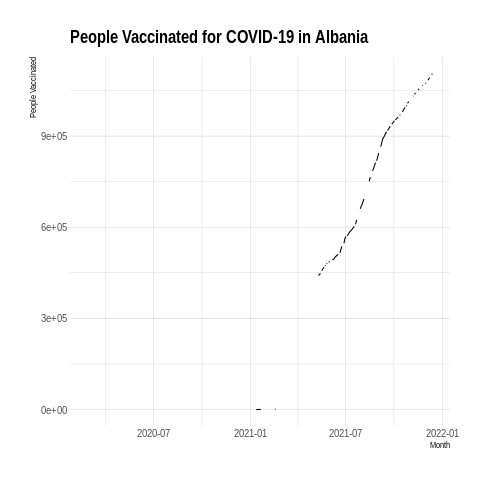 People Vaccinated for COVID-19 in Albania
People Vaccinated
9e+05
6e+05
3e+05
0e+00
2020-07 2021-01 2021-07 2022-01
Month